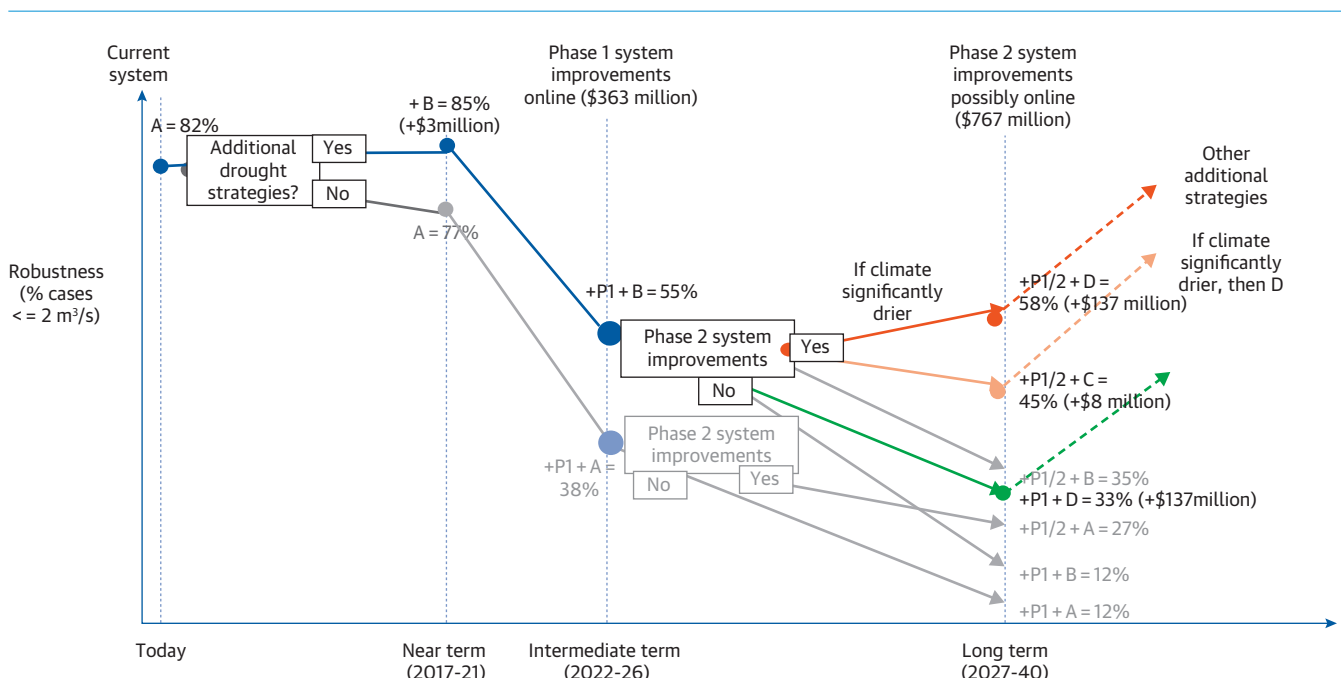 Current
system
Phase 1 system
improvements
online ($363 million)
Phase 2 system
improvements
possibly online
($767 million)
A = 82%
+ B = 85%
(+$3million)
Additional
drought
strategies?
Yes
No
A = 77%
Other
additional
strategies
If climate
significantly
drier, then D
Robustness
(% cases
< = 2 m³/s)
If climate
significantly
drier
+P1 + B = 55%
+P1/2 + D =
58% (+$137 million)
Phase 2 system
improvements
Yes
No
+P1/2 + C =
45% (+$8 million)
Phase 2 system
improvements
No
Yes
+P1 + A =
38%
+P1/2 + B = 35%
+P1 + D = 33% (+$137million)
+P1/2 + A = 27%
+P1 + B = 12%
+P1 + A = 12%
Today
Near term
(2017-21)
Intermediate term
(2022-26)
Long term
(2027-40)